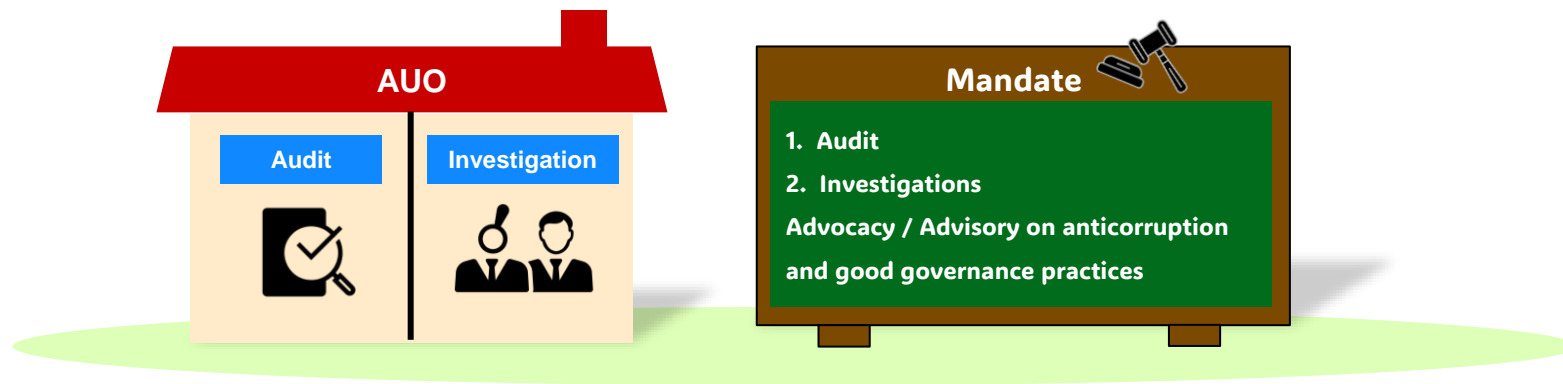 AUO
Audit
Investigation
Mandate
1. Audit
2. Investigations
Advocacy / Advisory on anticorruption
and good governance practices